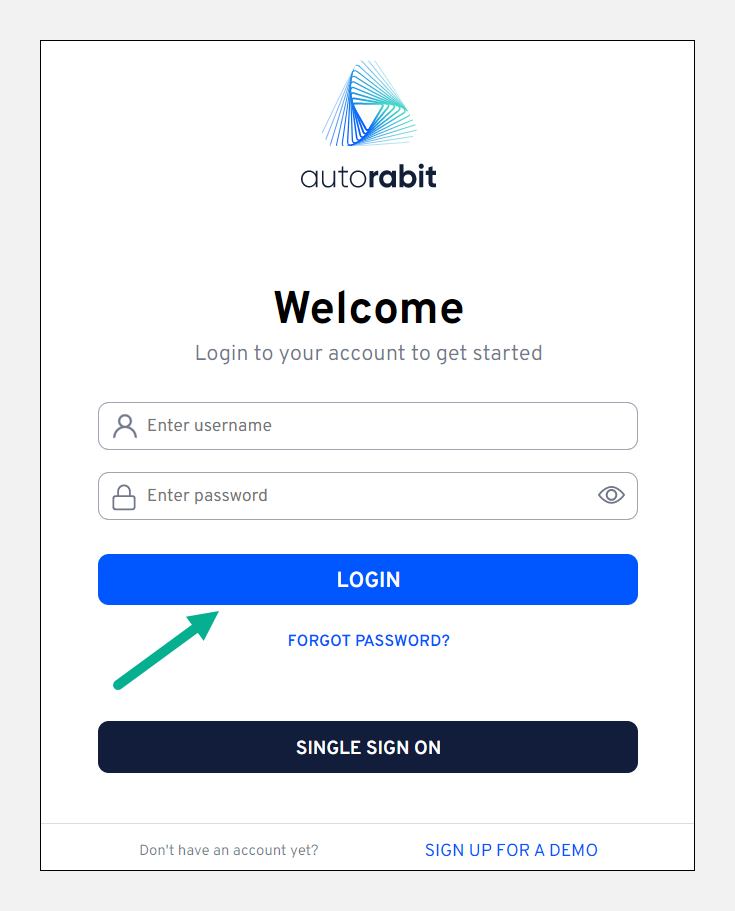 autorabit
Welcome
Login to your account to get started
Enter username
Enter password
LOGIN
FORGOT PASSWORD?
SINGLE SIGN ON
Don't have an account yet?
SIGN UP FOR A DEMO